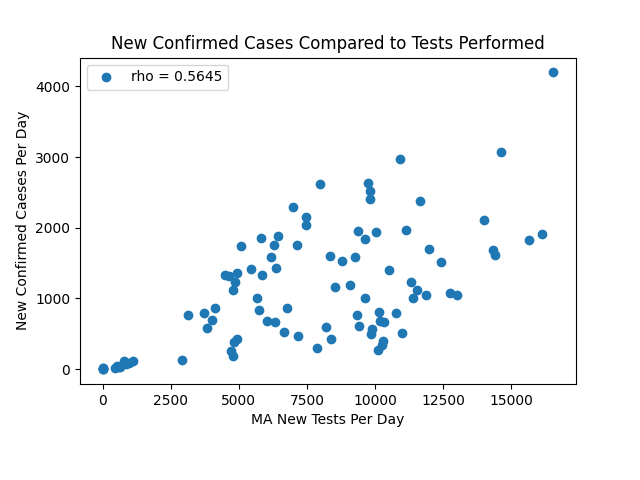 New Confirmed Cases Compared to Tests Performed
rho = 0.5645
New Confirmed Caeses Per Day
4000
3000
2000
1000
0
0 2500 5000 7500 10000 12500 15000
MA New Tests Per Day